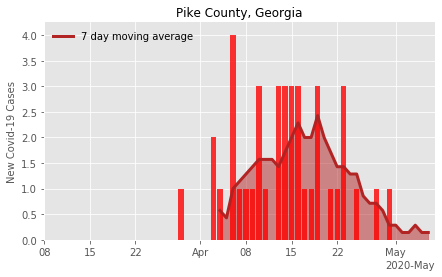 Pike County, Georgia
7 day moving average
New Covid-19 Cases
4.0
3.5
3.0
2.5
2.0
1.5
1.0
0.5
0.0
08 15 22 Apr 08 15 22 May
2020-May